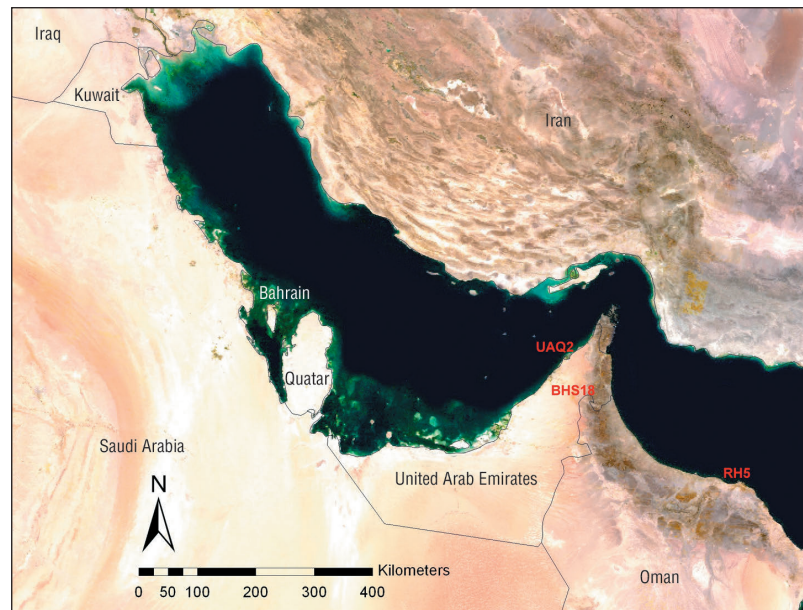 Iraq
Kuwait
Iran
Bahrain
UAQ2
Quatar
BHS18
Saudi Arabia
United Arab Emirates
RH5
N
Kilometers
0 50 100 200 300 400
Oman